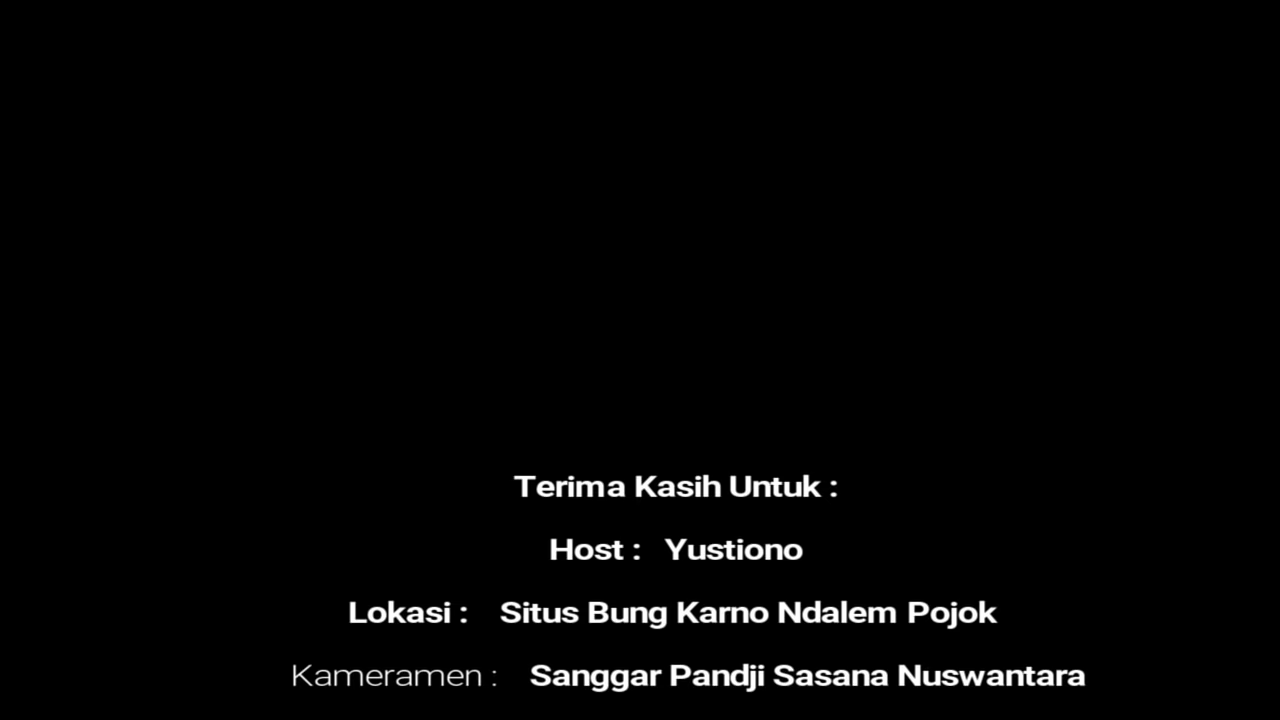 Terima Kasih Untuk :
Host : Yustiono
Lokasi : Situs Bung Karno Ndalem Pojok
Kameramen : Sanggar Pandji Sasana Nuswantara